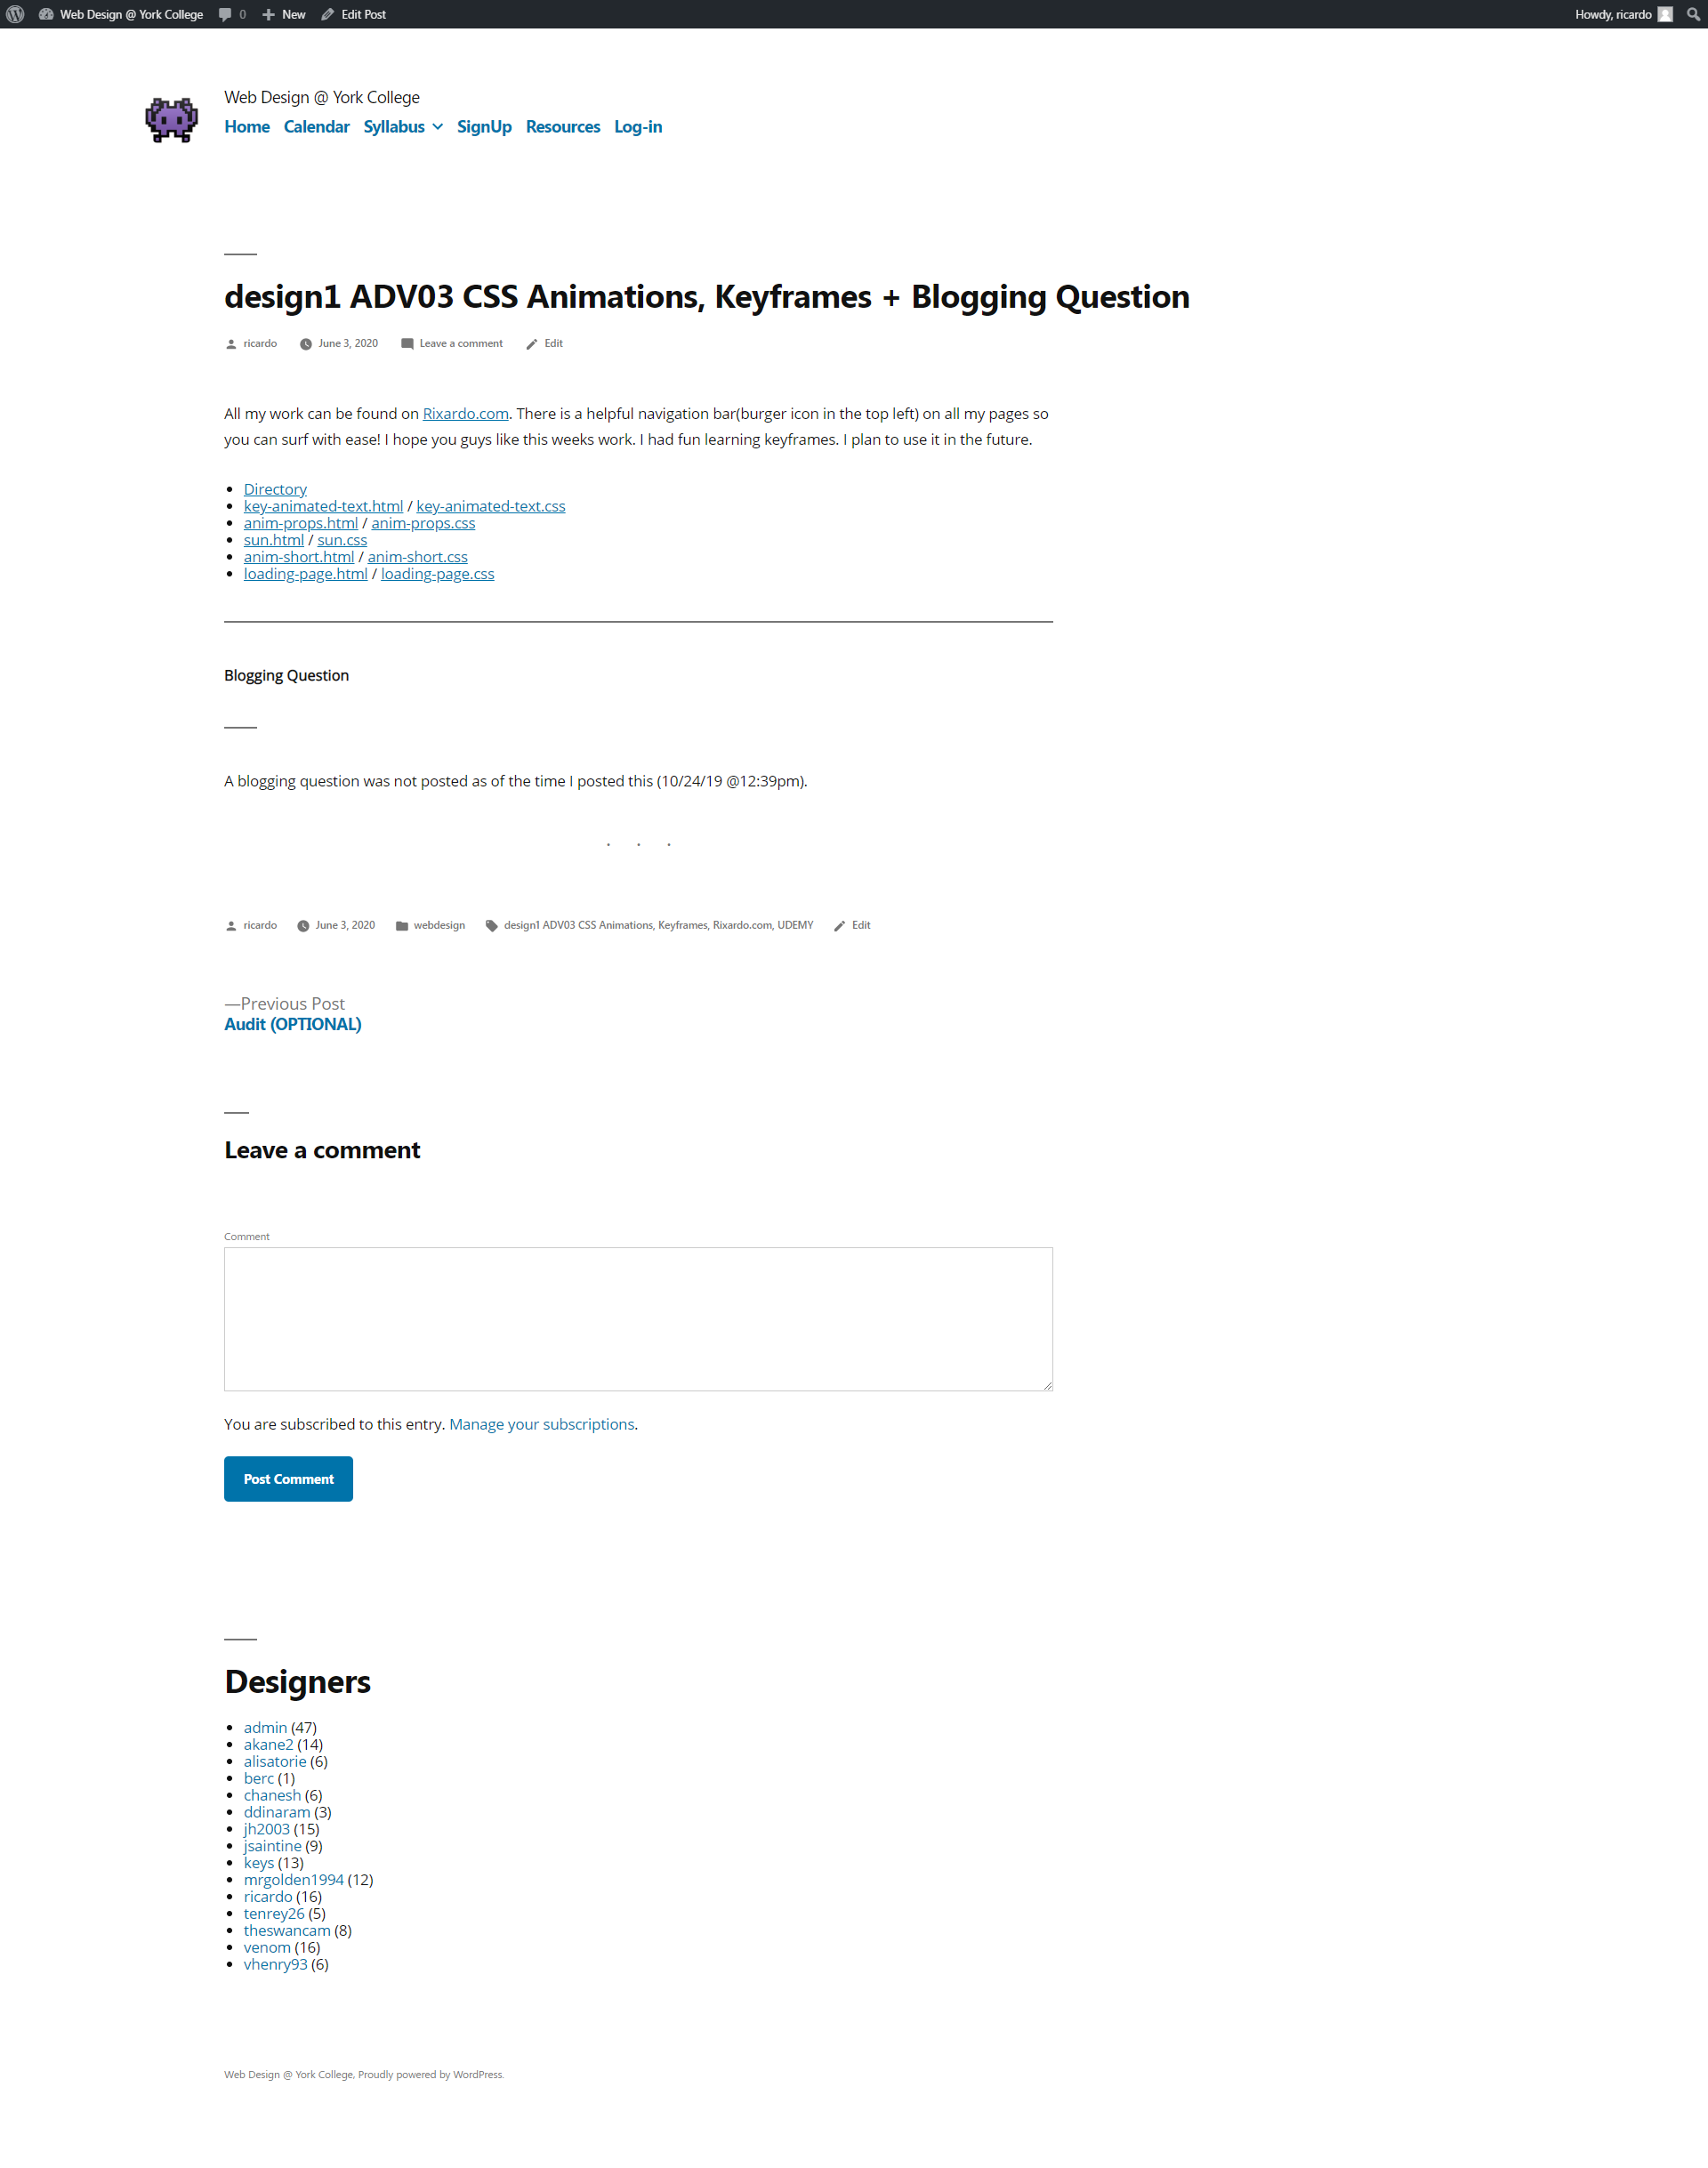 Web Design @ York College 0 New Edit Post Howdy, ricardo
Web Design @ York College
Home Calendar Syllabus SignUp Resources Log-in
design1 ADV03 CSS Animations, Keyframes + Blogging Question
ricardo June 3, 2020 Leave a comment Edit
All my work can be found on Rixardo.com. There is a helpful navigation bar(burger icon in the top left) on all my pages so
you can surf with ease! I hope you guys like this weeks work. I had fun learning keyframes. I plan to use it in the future.
Directory
key-animated-text.html / key-animated-text.css
anim-props.html / anim-props.css
sun.html / sun.css
anim-short.html / anim-short.css
loading-page.html / loading-page.css
Blogging Question
A blogging question was not posted as of the time I posted this (10/24/19 @12:39pm).
. . .
ricardo June 3, 2020 webdesign design1 ADV03 CSS Animations, Keyframes, Rixardo.com, UDEMY Edit
—Previous Post
Audit (OPTIONAL)
Leave a comment
Comment
You are subscribed to this entry. Manage your subscriptions.
Post Comment
Designers
admin (47)
akane2 (14)
alisatorie (6)
berc (1)
chanesh (6)
ddinaram (3)
jh2003 (15)
jsaintine (9)
keys (13)
mrgolden1994 (12)
ricardo (16)
tenrey26 (5)
theswancam (8)
venom (16)
vhenry93 (6)
Web Design @ York College, Proudly powered by WordPress.